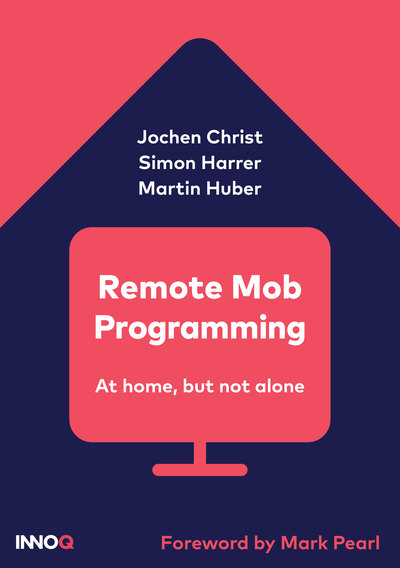 Jochen Christ
Simon Harrer
Martin Huber
Remote Mob
Programming
At home, but not alone
INNOQ
Foreword by Mark Pearl